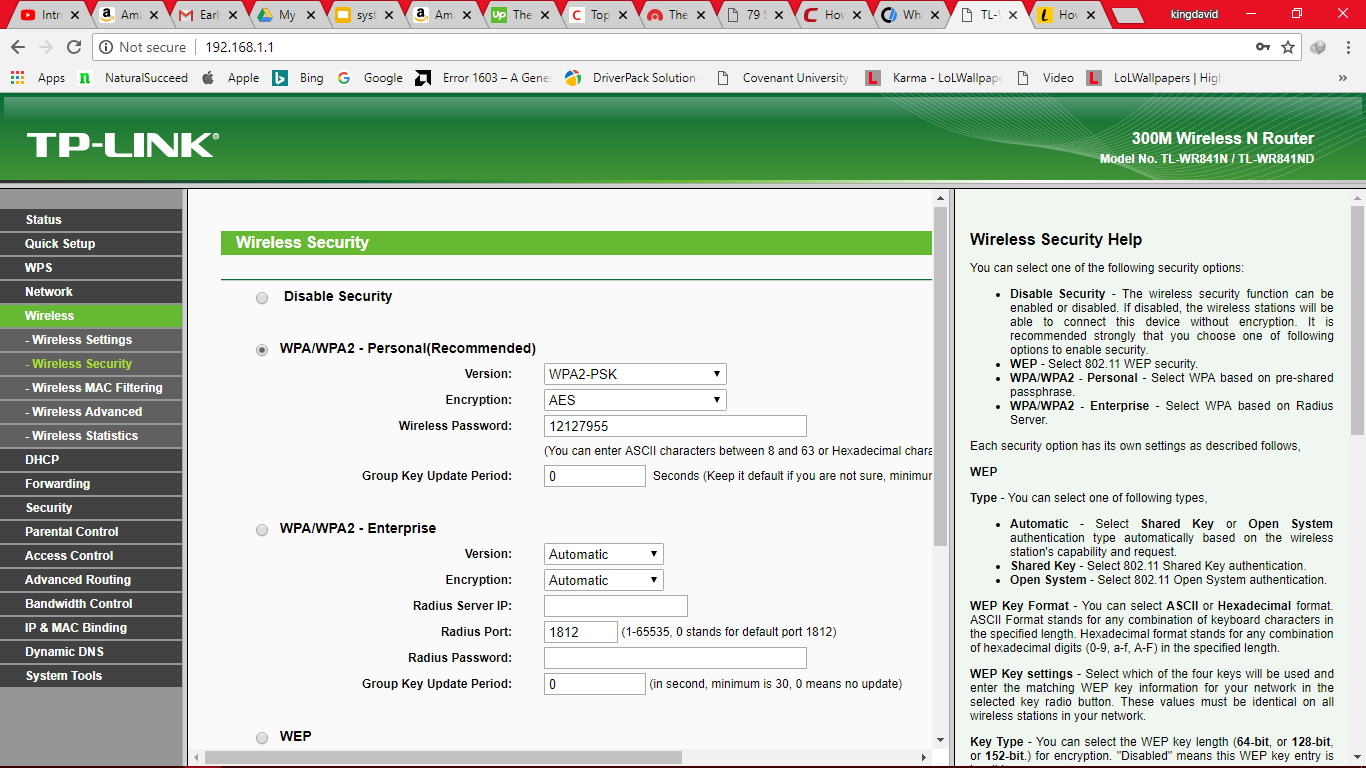 Intro
Ama
Earl
My
syst
Ama
The
Top
The
79 S
How
Wha
TL-
How
kingdavid
Not secure
192.168.1.1
Apps
NaturalSucceed
Apple
Bing
Google
Error 1603 – A Gene
DriverPack Solution
Covenant University
Karma - LoLWallpape
Video
LoLWallpapers | High
»
TP-LINK®
300M Wireless N Router
Model No. TL-WR841N / TL-WR841ND
Status
Quick Setup
WPS
Network
Wireless
- Wireless Settings
- Wireless Security
- Wireless MAC Filtering
- Wireless Advanced
- Wireless Statistics
DHCP
Forwarding
Security
Parental Control
Access Control
Advanced Routing
Bandwidth Control
IP & MAC Binding
Dynamic DNS
System Tools
Wireless Security
Disable Security
WPA/WPA2 - Personal(Recommended)
Version: WPA2-PSK
Encryption: AES
Wireless Password: 12127955
(You can enter ASCII characters between 8 and 63 or Hexadecimal chara
Group Key Update Period: 0 Seconds (Keep it default if you are not sure, minimur
WPA/WPA2 - Enterprise
Version: Automatic
Encryption: Automatic
Radius Server IP:
Radius Port: 1812 (1-65535, 0 stands for default port 1812)
Radius Password:
Group Key Update Period: 0 (in second, minimum is 30, 0 means no update)
WEP
Wireless Security Help
You can select one of the following security options:
• Disable Security - The wireless security function can be
enabled or disabled. If disabled, the wireless stations will be
able to connect this device without encryption. It is
recommended strongly that you choose one of following
options to enable security.
• WEP - Select 802.11 WEP security.
• WPA/WPA2 - Personal - Select WPA based on pre-shared
passphrase.
• WPA/WPA2 - Enterprise - Select WPA based on Radius
Server.
Each security option has its own settings as described follows,
WEP
Type - You can select one of following types,
• Automatic - Select Shared Key or Open System
authentication type automatically based on the wireless
station's capability and request.
• Shared Key - Select 802.11 Shared Key authentication.
• Open System - Select 802.11 Open System authentication.
WEP Key Format - You can select ASCII or Hexadecimal format.
ASCII Format stands for any combination of keyboard characters in
the specified length. Hexadecimal format stands for any combination
of hexadecimal digits (0-9, a-f, A-F) in the specified length.
WEP Key settings - Select which of the four keys will be used and
enter the matching WEP key information for your network in the
selected key radio button. These values must be identical on all
wireless stations in your network.
Key Type - You can select the WEP key length (64-bit, or 128-bit,
or 152-bit.) for encryption. "Disabled" means this WEP key entry is